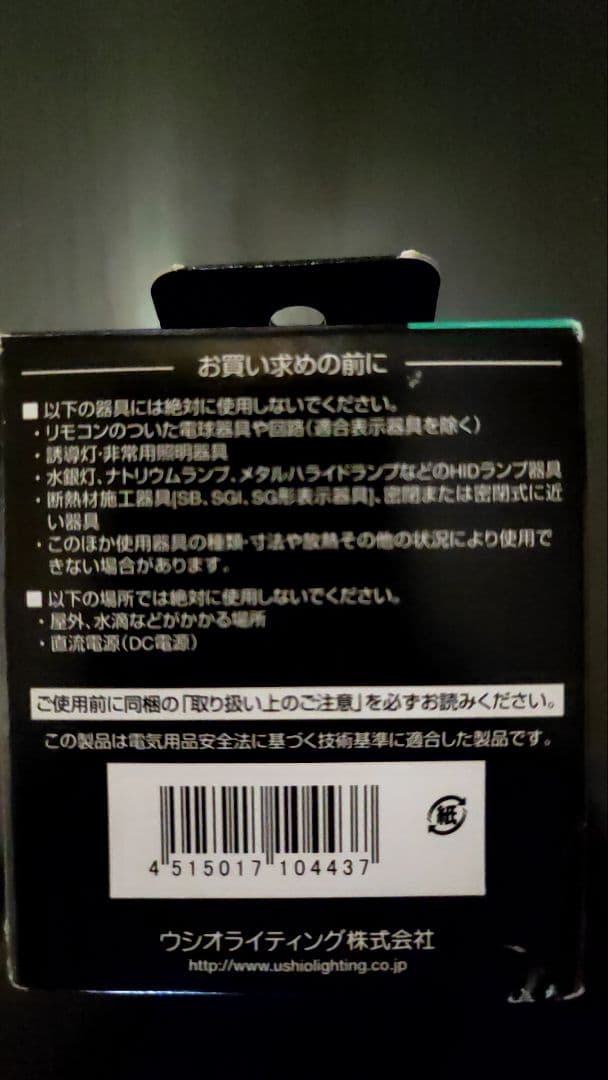 お買い求めの前に
■以下の器具には絶対に使用しないでください。
・リモコンのついた電球器具や回路(適合表示器具を除く)
・誘導灯・非常用照明器具
・水銀灯、ナトリウムランプ、メタルハライドランプなどのHIDランプ器具
・断熱材施工器具[SB、SGI、SG形表示器具]、密閉または密閉式に近
い器具
・このほか使用器具の種類・寸法や放熱その他の状況により使用で
きない場合があります。
■以下の場所では絶対に使用しないでください。
・屋外、水滴などがかかる場所
・直流電源(DC電源)
ご使用前に同梱の「取り扱い上のご注意」を必ずお読みください。
この製品は電気用品安全法に基づく技術基準に適合した製品です。
紙
4 515017 104437
ウシオライティング株式会社
http://www.ushiolighting.co.jp